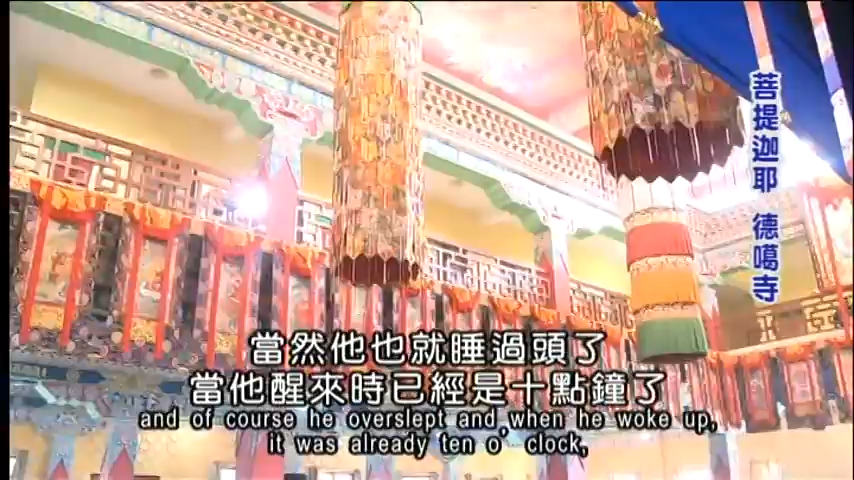 菩提迦耶 德噶寺
當然他也就睡過頭了
當他醒來時已經是十點鐘了
and of course he overslept and, when he woke up,
it was already ten o' clock,